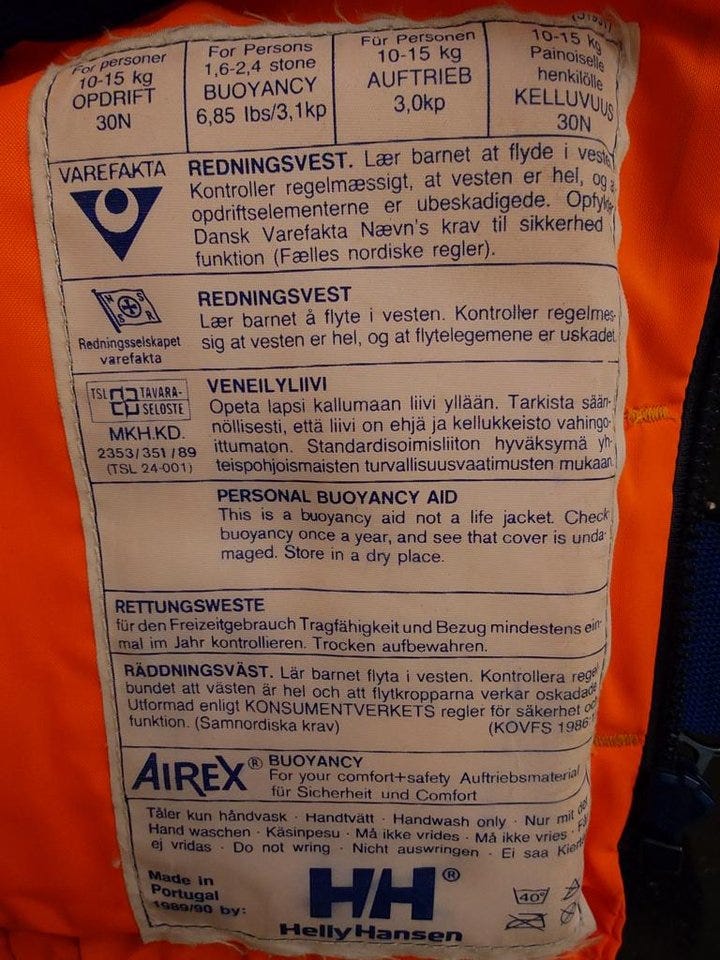 For personer
10-15 kg
OPDRIFT
30N
For Persons
1,6-2,4 stone
BUOYANCY
6,85 lbs/3,1kp
Für Personen
10-15 kg
AUFTRIEB
3,0kp
10-15 kg
Painoiselle
henkilölle
KELLUVUUS
30N
VAREFAKTA
REDNINGSVEST. Lær barnet at flyde i
Kontroller regelmæssigt, at vesten er hel, og
opdriftselementerne er ubeskadigede.
Dansk Varefakta Nævn's krav til sikkerhed
funktion (Fælles nordiske regler).
N S
S R
Redningsselskapet
varefakta
REDNINGSVEST
Lær barnet å flyte i vesten. Kontroller regelmes-
sig at vesten er hel, og at flytelegemene er uskadet
TSL TAVARA-
SELOSTE
MKH.KD.
2353/351/89
(TSL 24-001)
VENEILYLIIVI
Opeta lapsi kallumaan liivi yllään. Tarkista sään-
nöllisesti, että liivi on ehjä ja kellukkeisto vahingo-
ittumaton. Standardisoimisliiton hyväksymä yh-
teispohjoismaisten turvallisuusvaatimusten mukaan
PERSONAL BUOYANCY AID
This is a buoyancy aid not a life jacket. Check
buoyancy once a year, and see that cover is unda-
maged. Store in a dry place.
RETTUNGSWESTE
für den Freizeitgebrauch Tragfähigkeit und Bezug mindestens ein-
mal im Jahr kontrollieren. Trocken aufbewahren.
RÄDDNINGSVÄST. Lär barnet flyta i vesten. Kontrollera regel
bundet att västen är hel och att flytkropparna verkar oskadade
Utformad enligt KONSUMENTVERKETS regler för säkerhet
funktion. (Samnordiska krav) (KOVFS 1986:
AIREX® BUOYANCY
For your comfort+safety Auftriebsmaterial
für Sicherheit und Comfort
Tåler kun håndvask · Handtvätt · Handwash only · Nur mit
Hand waschen · Käsinpesu · Må ikke vrides · Må ikke vries ·
ej vridas · Do not wring · Nicht auswringen · Ei saa
Made in
Portugal
1989/90 by:
HH®
Helly Hansen
40°